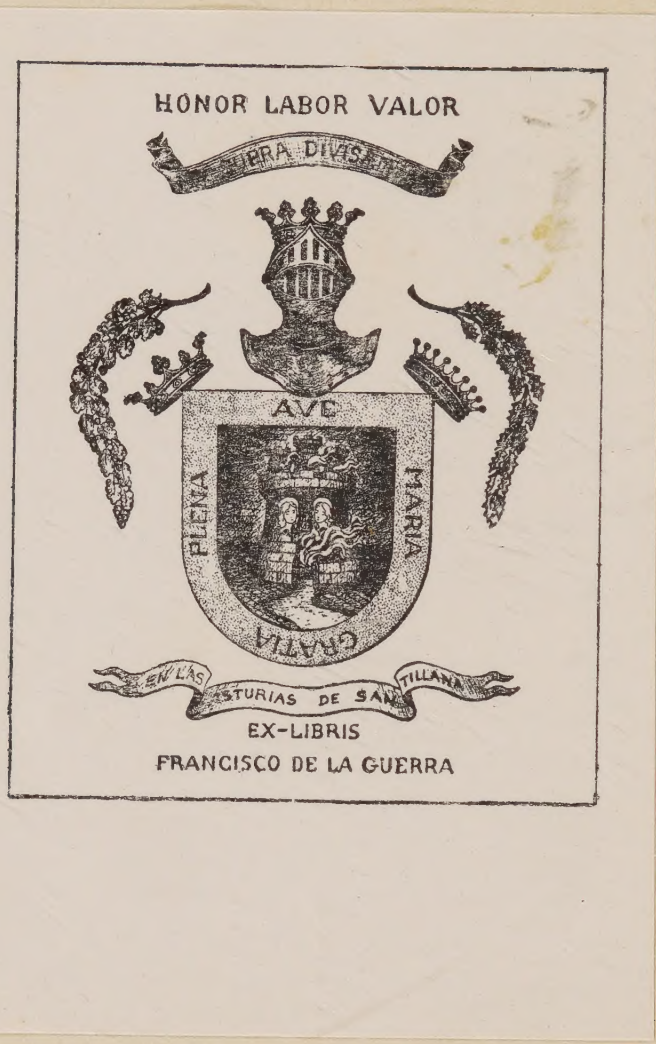 HONOR LABOR VALOR
DIVISA
AVE
MARIA
GRATIA
PLENA
EN LAS
STURIAS DE SAN
TILLANA
EX-LIBRIS
FRANCISCO DE LA GUERRA